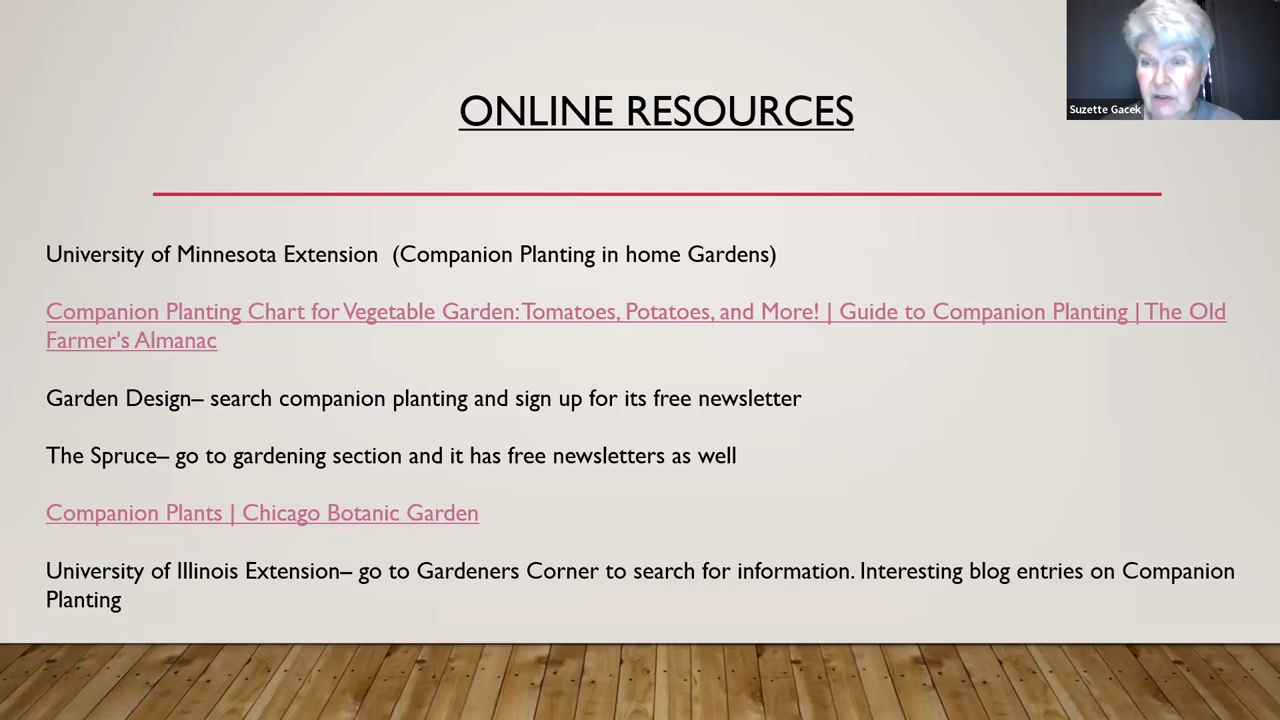 ONLINE RESOURCES
Suzette Gacek
University of Minnesota Extension (Companion Planting in home Gardens)
Companion Planting Chart for Vegetable Garden: Tomatoes, Potatoes, and More! | Guide to Companion Planting | The Old
Farmer's Almanac
Garden Design– search companion planting and sign up for its free newsletter
The Spruce– go to gardening section and it has free newsletters as well
Companion Plants | Chicago Botanic Garden
University of Illinois Extension– go to Gardeners Corner to search for information. Interesting blog entries on Companion
Planting